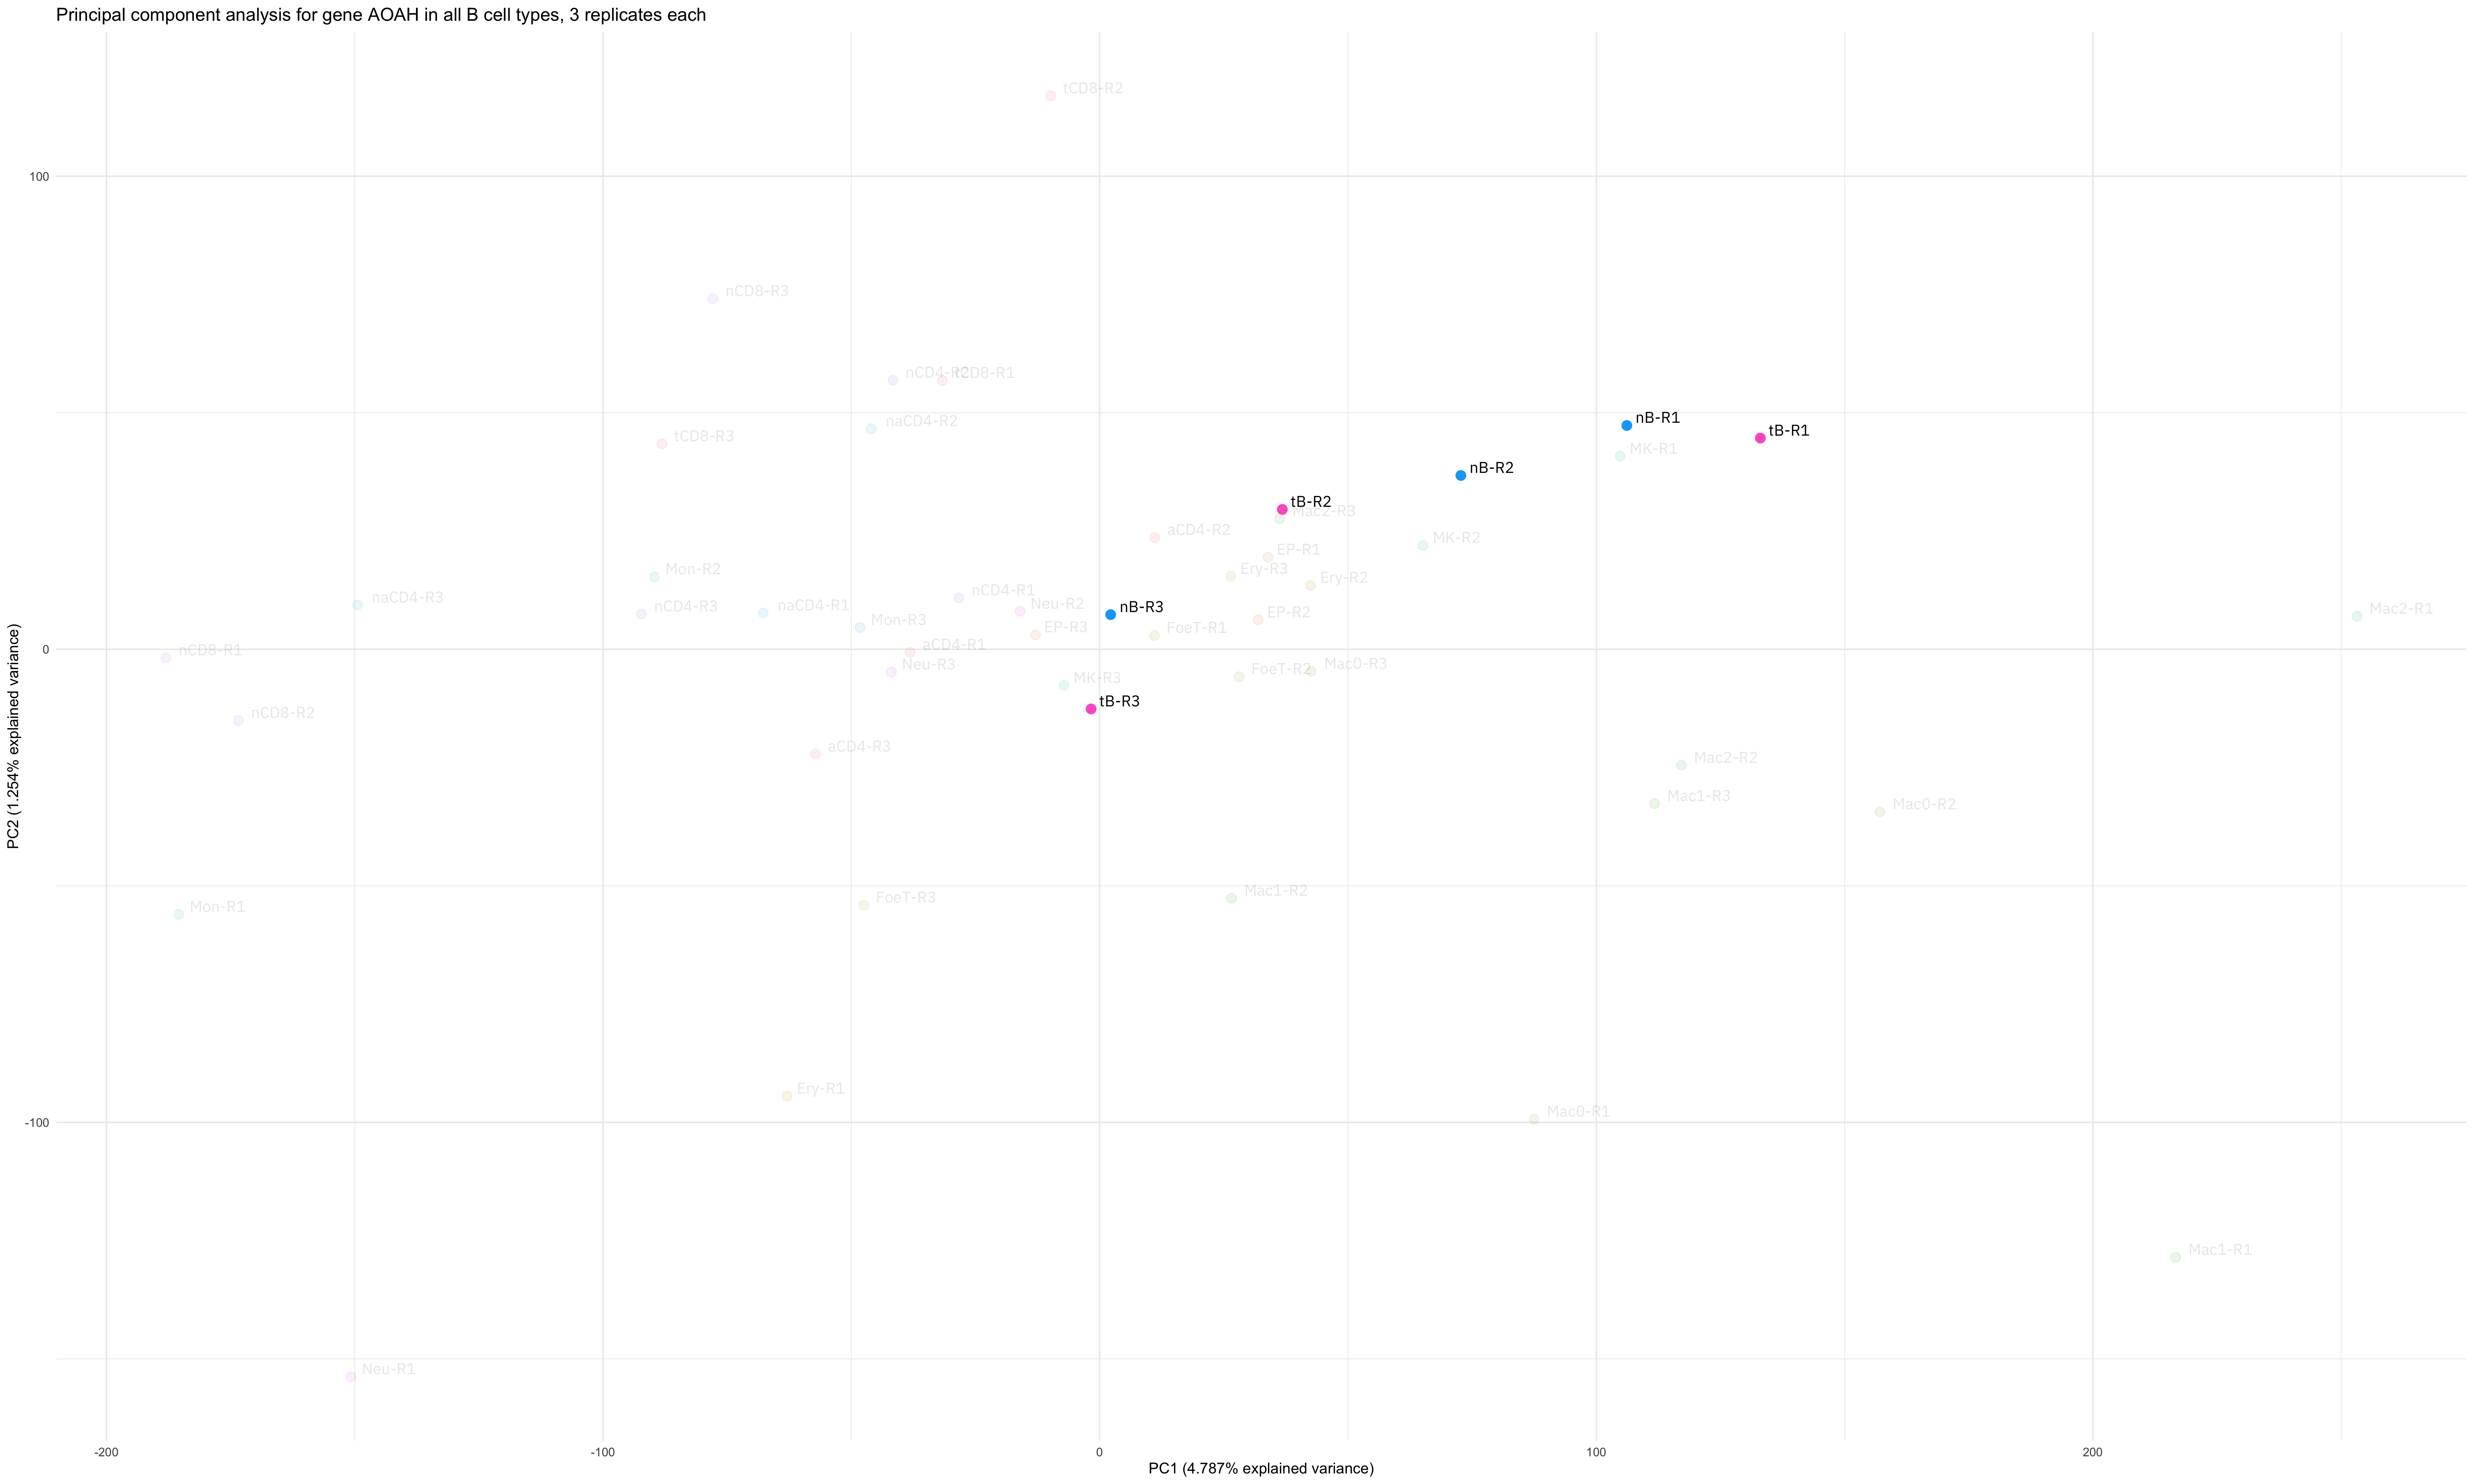 Principal component analysis for gene AOAH in all B cell types, 3 replicates each
tCD8-R2
100
nCD8-R3
nCD4-R2
tCD8-R1
naCD4-R2
tCD8-R3
nB-R1
tB-R1
MK-R1
nB-R2
tB-R2
Mac2-R3
aCD4-R2
MK-R2
EP-R1
Ery-R3
Ery-R2
Mon-R2
naCD4-R3
nCD4-R3
naCD4-R1
nCD4-R1
Neu-R2
nB-R3
EP-R2
Mac2-R1
Mon-R3
EP-R3
FoeT-R1
0
nCD8-R1
aCD4-R1
Neu-R3
FoeT-R2
Mac0-R3
MK-R3
tB-R3
nCD8-R2
aCD4-R3
Mac2-R2
Mac1-R3
Mac0-R2
PC2 (1.254% explained variance)
Mac1-R2
FoeT-R3
Mon-R1
Ery-R1
Mac0-R1
-100
Mac1-R1
Neu-R1
-200
-100
0
100
200
PC1 (4.787% explained variance)